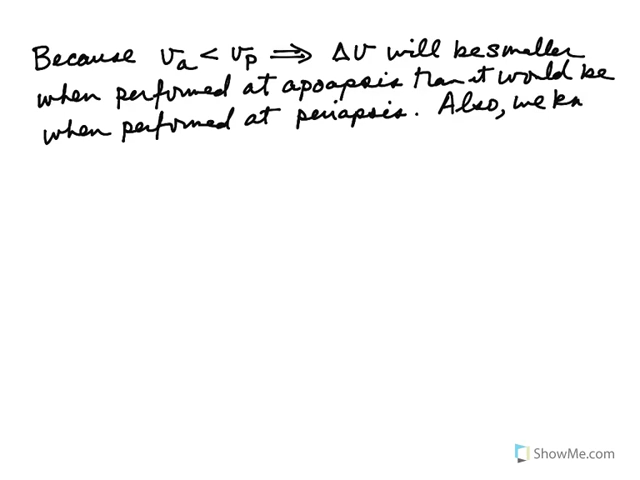 Because v_a < v_p ⟹ Δv will be smaller
when performed at apoapsis than it would be
when performed at periapsis. Also, we kn
ShowMe.com